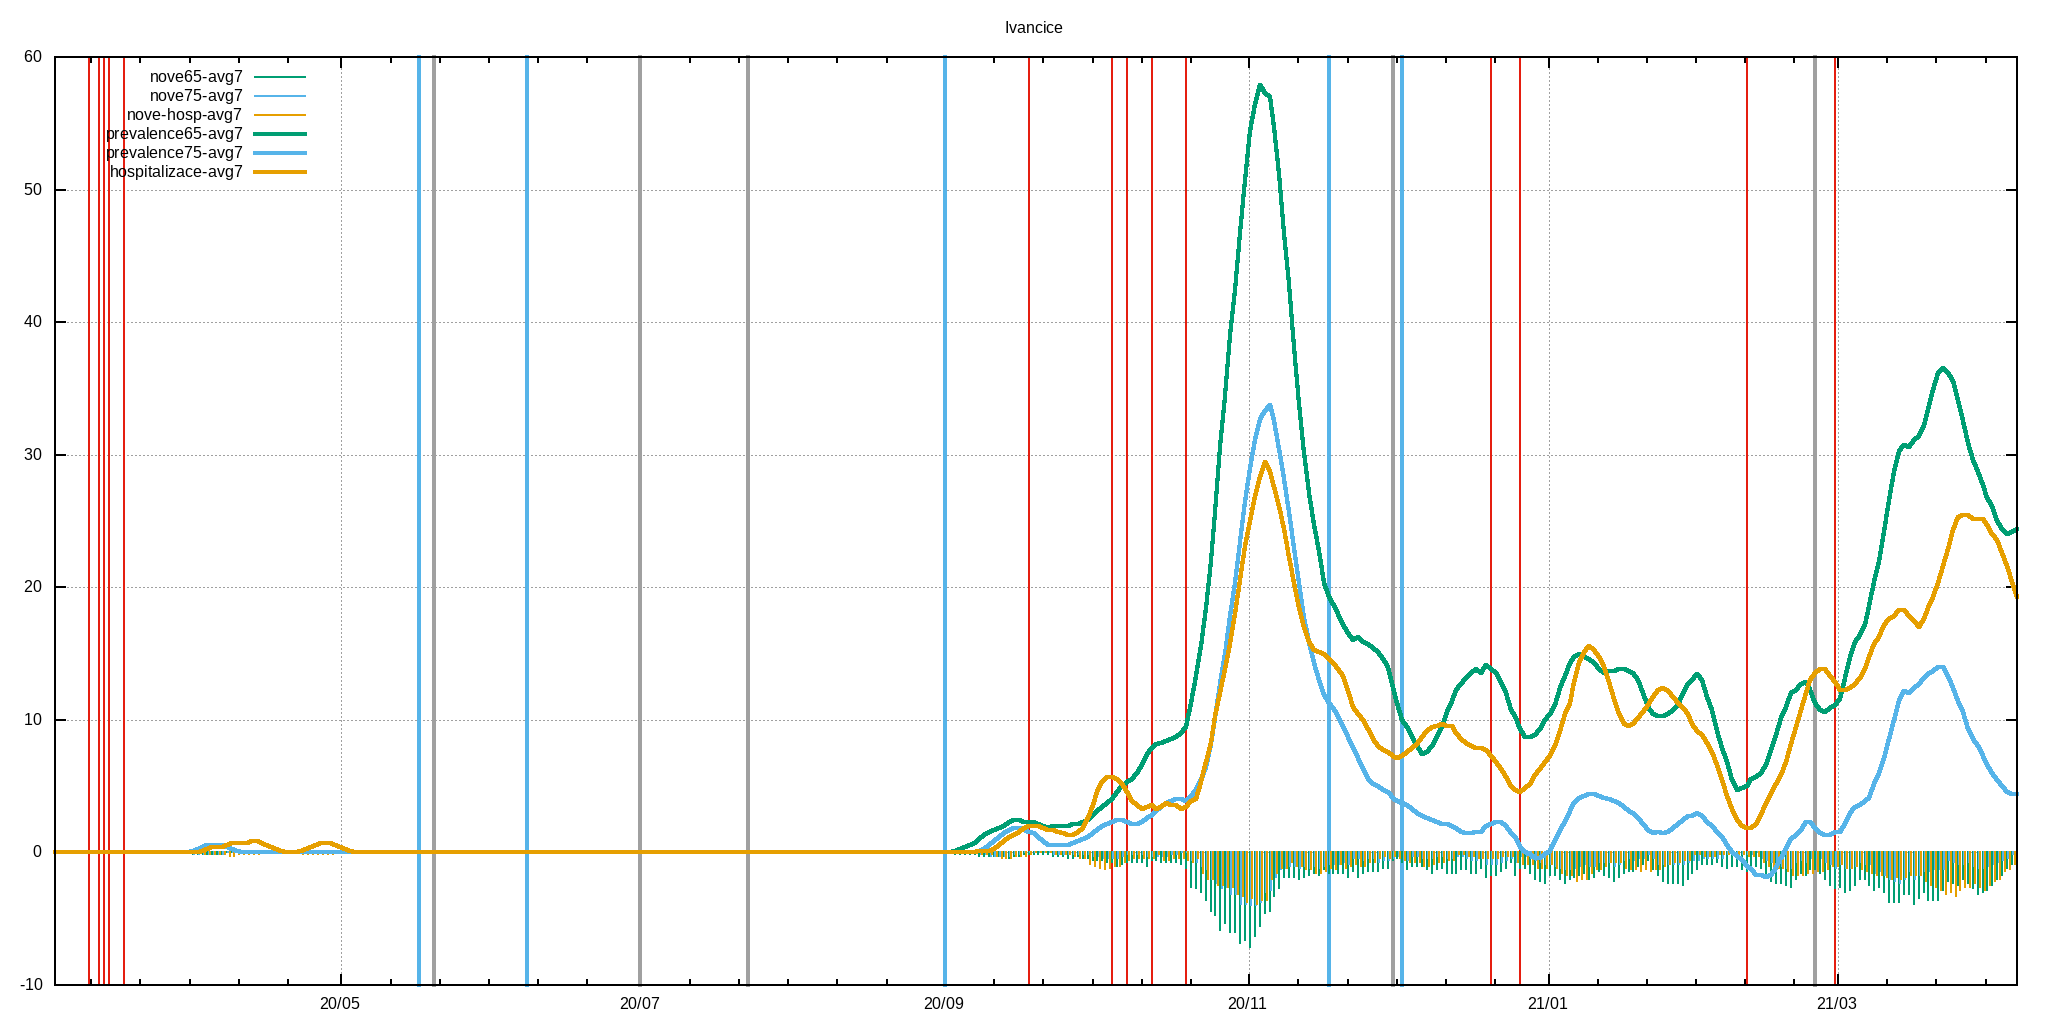 Ivancice
60
50
40
30
20
10
0
-10
nove65-avg7
nove75-avg7
nove-hosp-avg7
prevalence65-avg7
prevalence75-avg7
hospitalizace-avg7
20/05 20/07 20/09 20/11 21/01 21/03